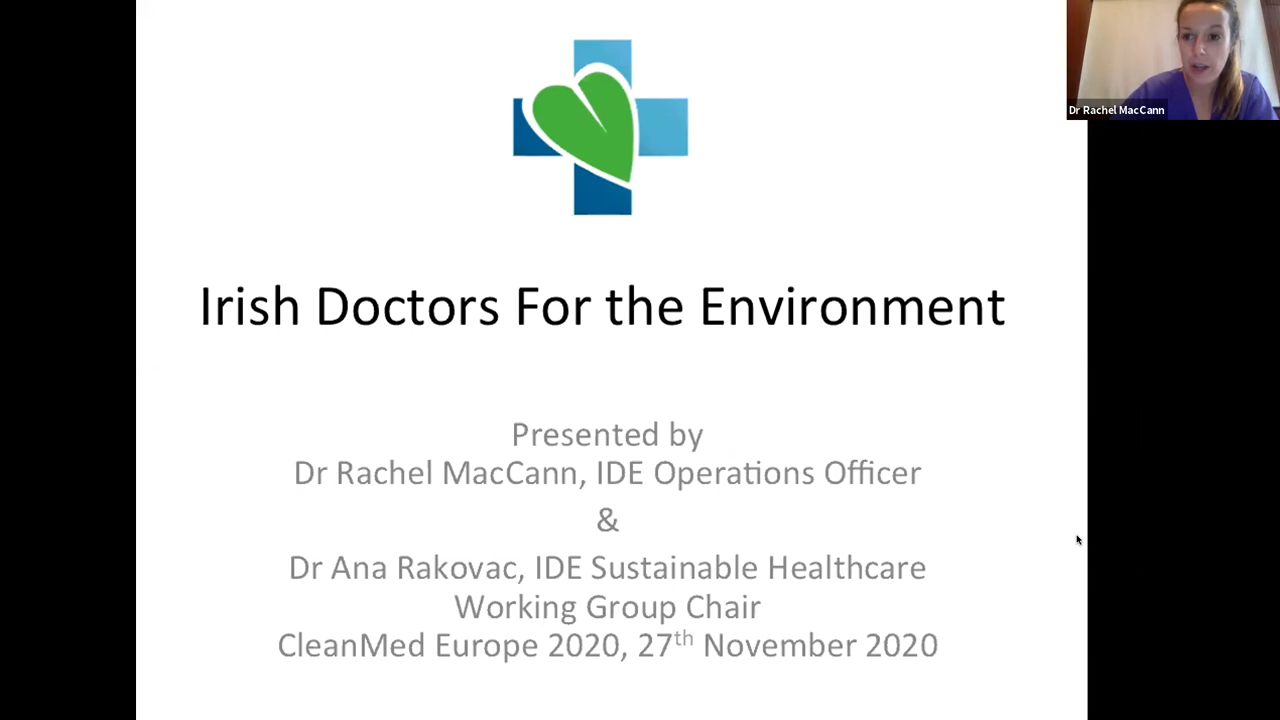 Dr Rachel MacCann
Irish Doctors For the Environment
Presented by
Dr Rachel MacCann, IDE Operations Officer
&
Dr Ana Rakovac, IDE Sustainable Healthcare
Working Group Chair
CleanMed Europe 2020, 27th November 2020